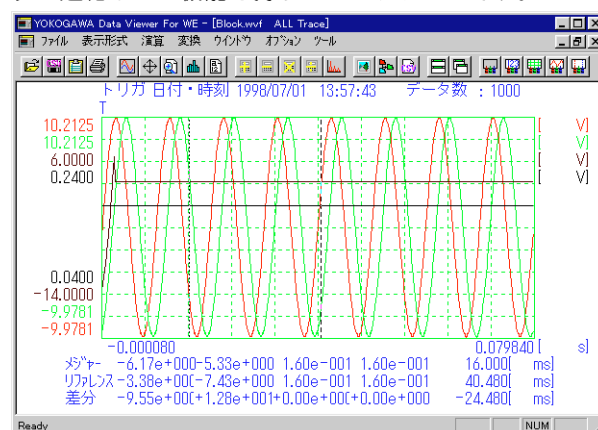 YOKOGAWA Data Viewer For WE - [Block.wvf ALL Trace]
ファイル 表示形式 演算 変換 ウインドウ オプション ツール
トリガ 日付・時刻 1998/07/01 13:57:43 データ数 : 1000
T
10.2125 [ V]
10.2125 [ V]
6.0000 [ V]
0.2400 [ V]
0.0400
-14.0000
-9.9781
-9.9781
-0.000080 0.079840 [ s]
メジャー -6.17e+000-5.33e+000 1.60e-001 1.60e-001 16.000[ ms]
リファレンス -3.38e+00(-7.43e+000 1.60e-001 1.60e-001 40.480[ ms]
差分 -9.55e+00(+1.28e+001+0.00e+00(+0.00e+000 -24.480[ ms]
Ready NUM